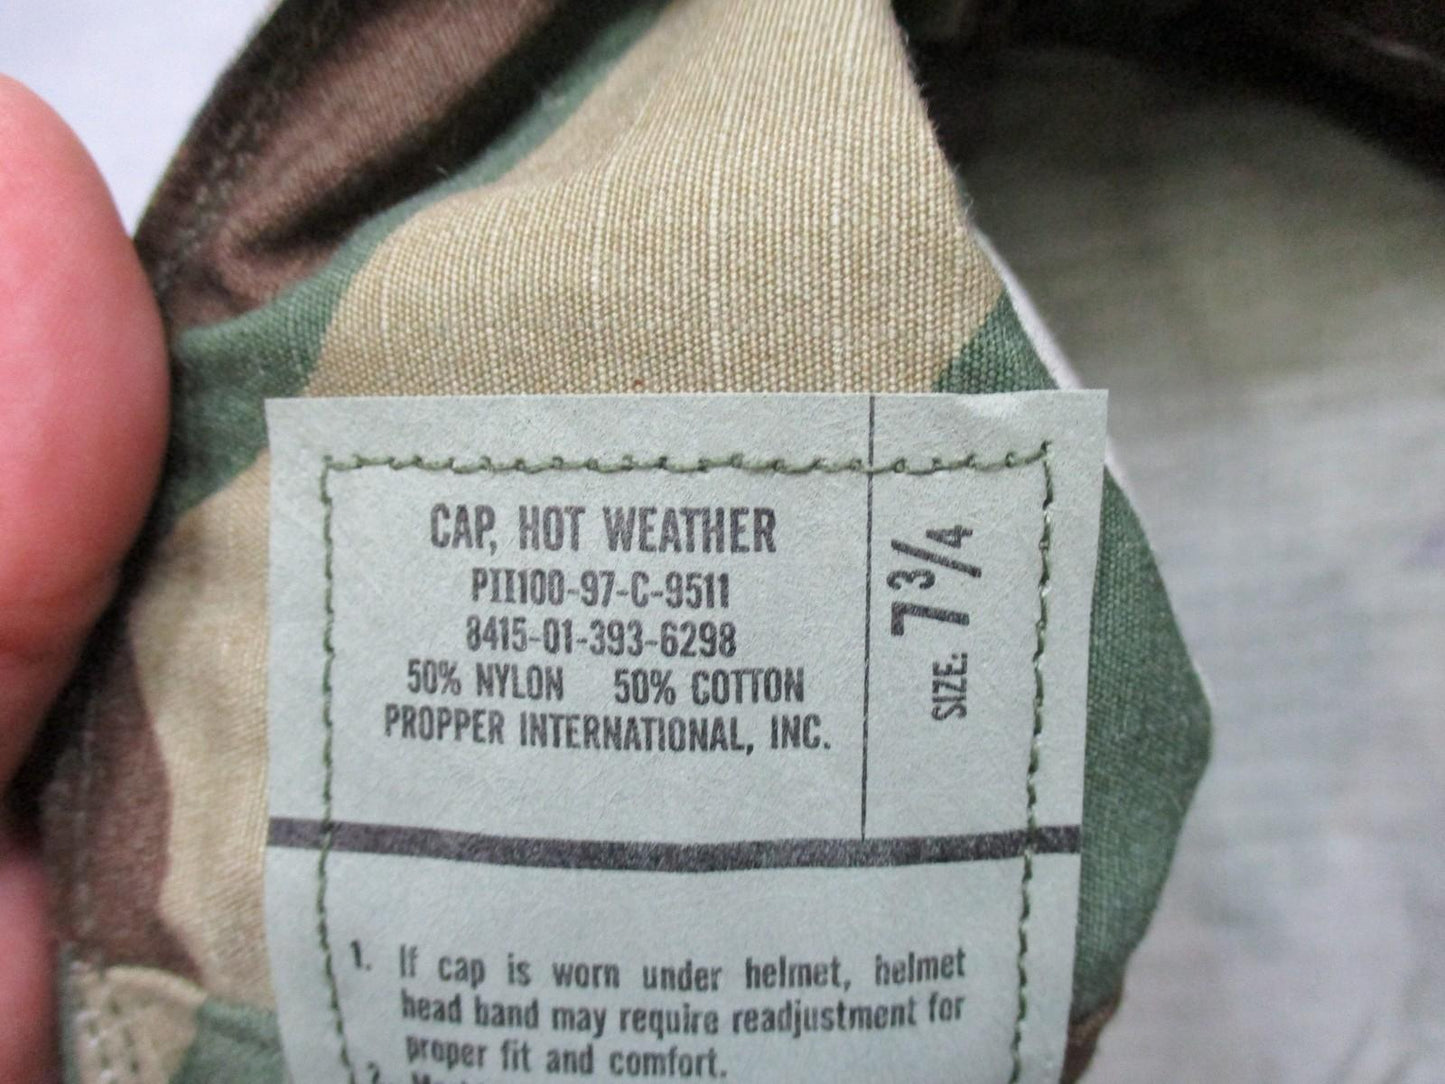 CAP, HOT WEATHER
PII100-97-C-9511
8415-01-393-6298
50% NYLON 50% COTTON
PROPPER INTERNATIONAL, INC.
SIZE: 7 3/4
1. If cap is worn under helmet, helmet
head band may require readjustment for
proper fit and comfort.
2.